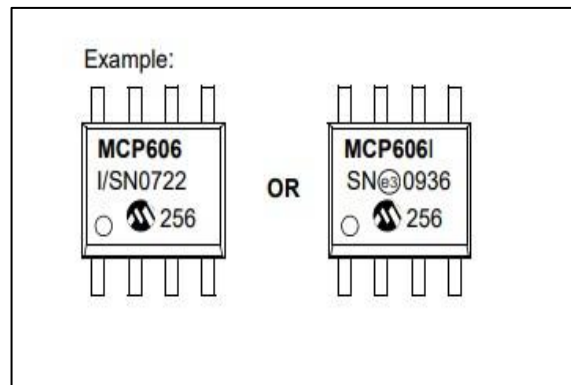 Example:
MCP606
I/SN0722
256
OR
MCP606I
SNe30936
256